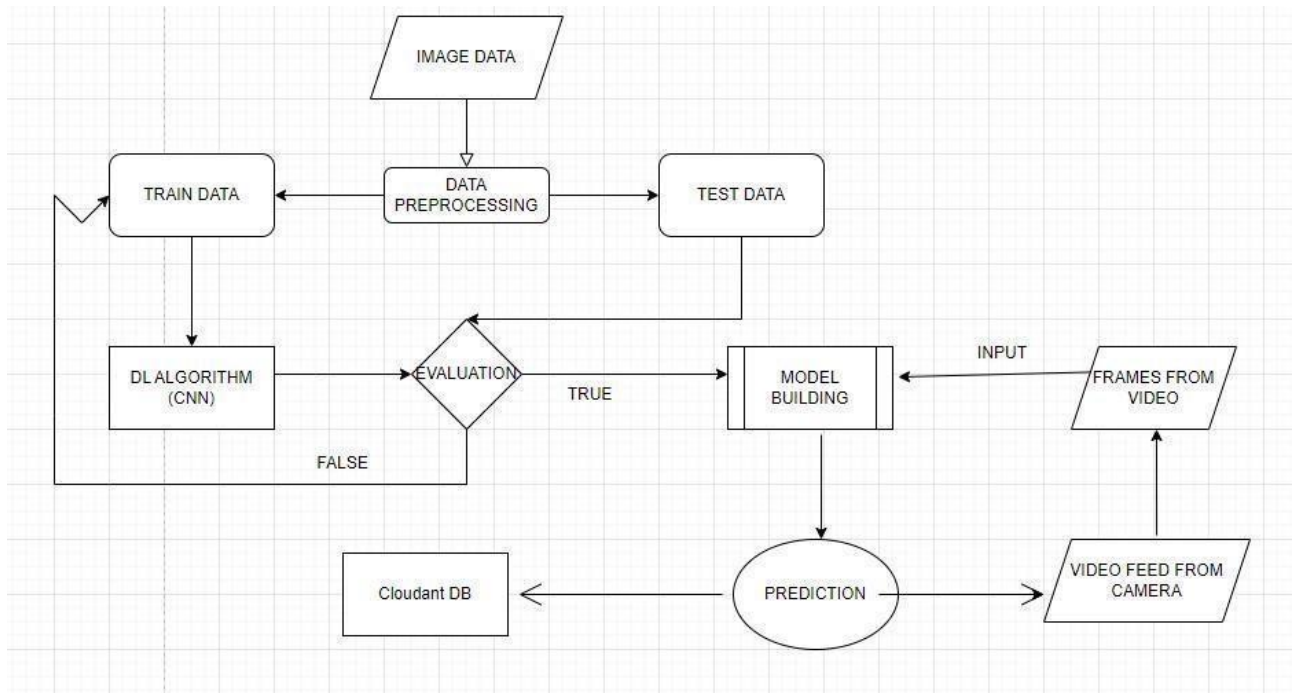 IMAGE DATA
TRAIN DATA
DATA
PREPROCESSING
TEST DATA
DL ALGORITHM
(CNN)
EVALUATION
TRUE
MODEL
BUILDING
INPUT
FRAMES FROM
VIDEO
FALSE
Cloudant DB
PREDICTION
VIDEO FEED FROM
CAMERA